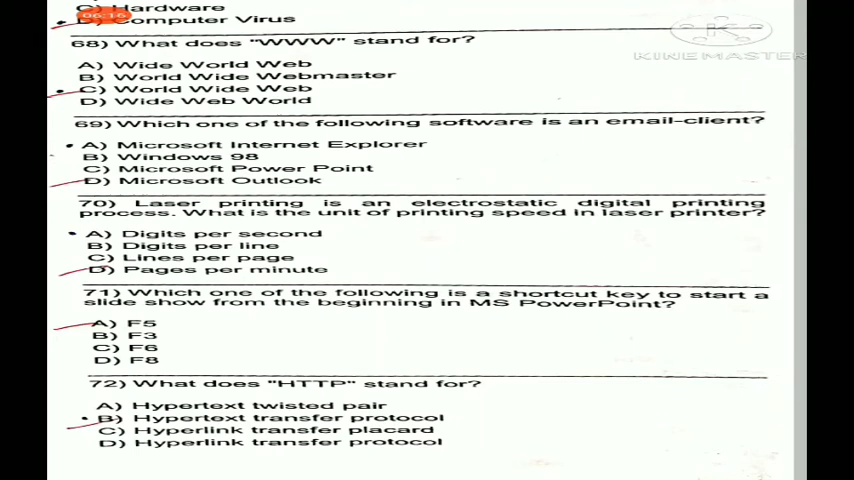 C) Hardware
06:16
D) Computer Virus
68) What does "WWW" stand for?
KINEMASTER
A) Wide World Web
B) World Wide Webmaster
C) World Wide Web
D) Wide Web World
69) Which one of the following software is an email-client?
A) Microsoft Internet Explorer
B) Windows 98
C) Microsoft Power Point
D) Microsoft Outlook
70) Laser printing is an electrostatic digital printing
process. What is the unit of printing speed in laser printer?
A) Digits per second
B) Digits per line
C) Lines per page
D) Pages per minute
71) Which one of the following is a shortcut key to start a
slide show from the beginning in MS PowerPoint?
A) F5
B) F3
C) F6
D) F8
72) What does "HTTP" stand for?
A) Hypertext twisted pair
B) Hypertext transfer protocol
C) Hyperlink transfer placard
D) Hyperlink transfer protocol